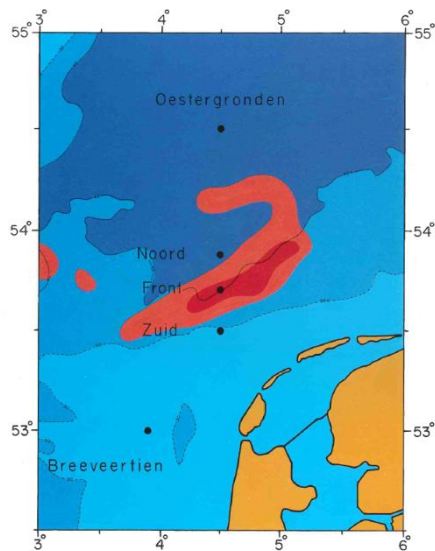 3° 4° 5° 6°
55° 55°
Oestergronden
54° 54°
Noord
Front
Zuid
53° 53°
Breeveertien
3° 4° 5° 6°